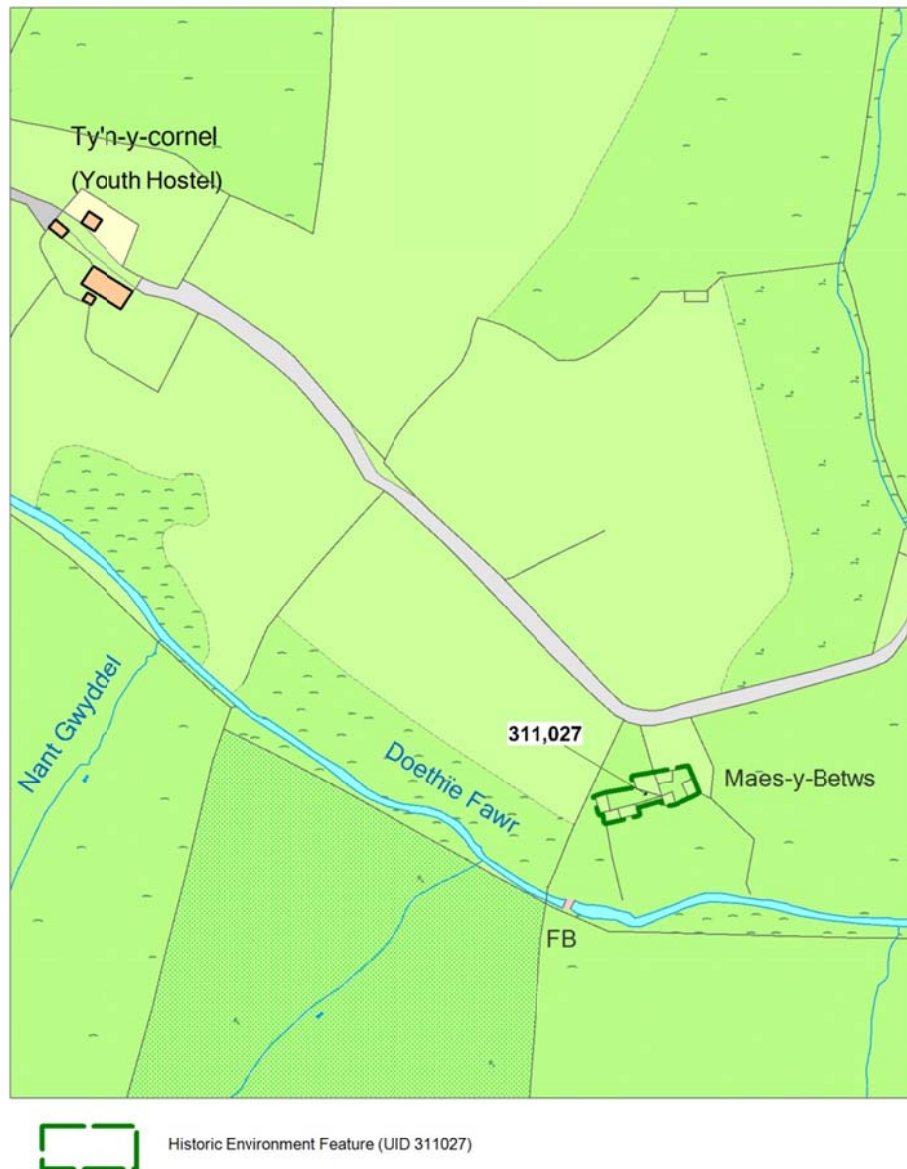 Ty'n-y-cornel
(Youth Hostel)
Nant Gwyddel
Doethïe Fawr
311,027
Maes-y-Betws
FB
Historic Environment Feature (UID 311027)